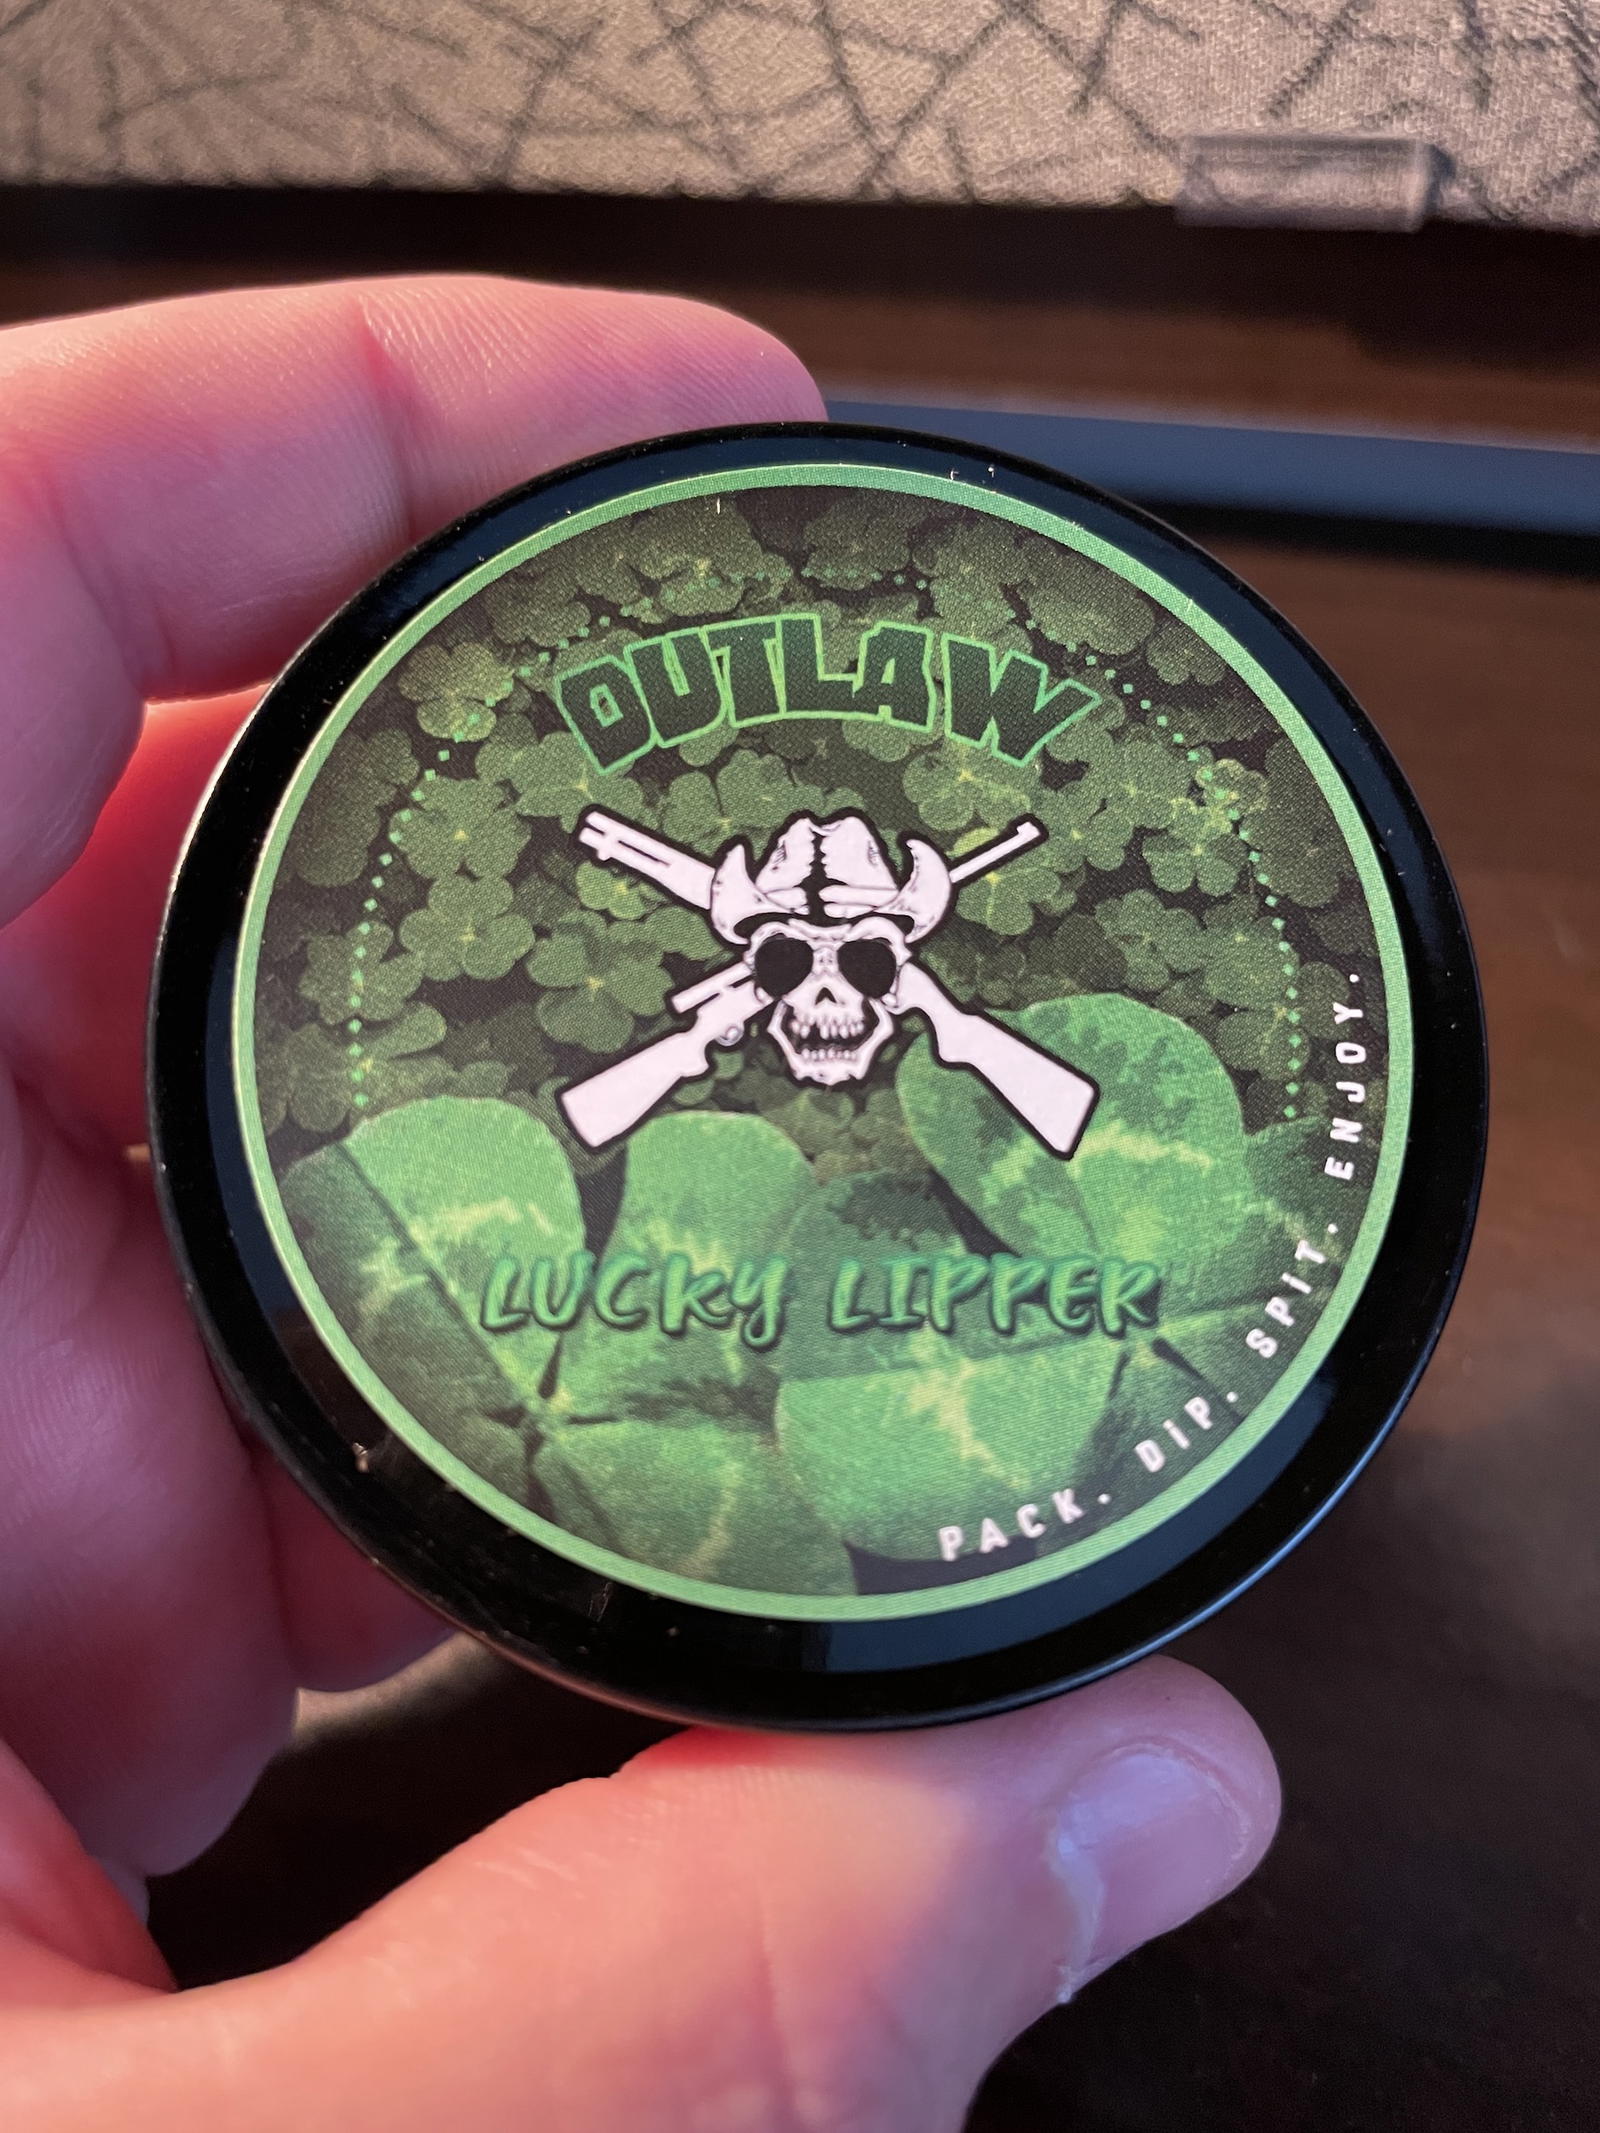 OUTLAW
LUCKY LIPPER
PACK. DIP. SPIT. ENJOY.